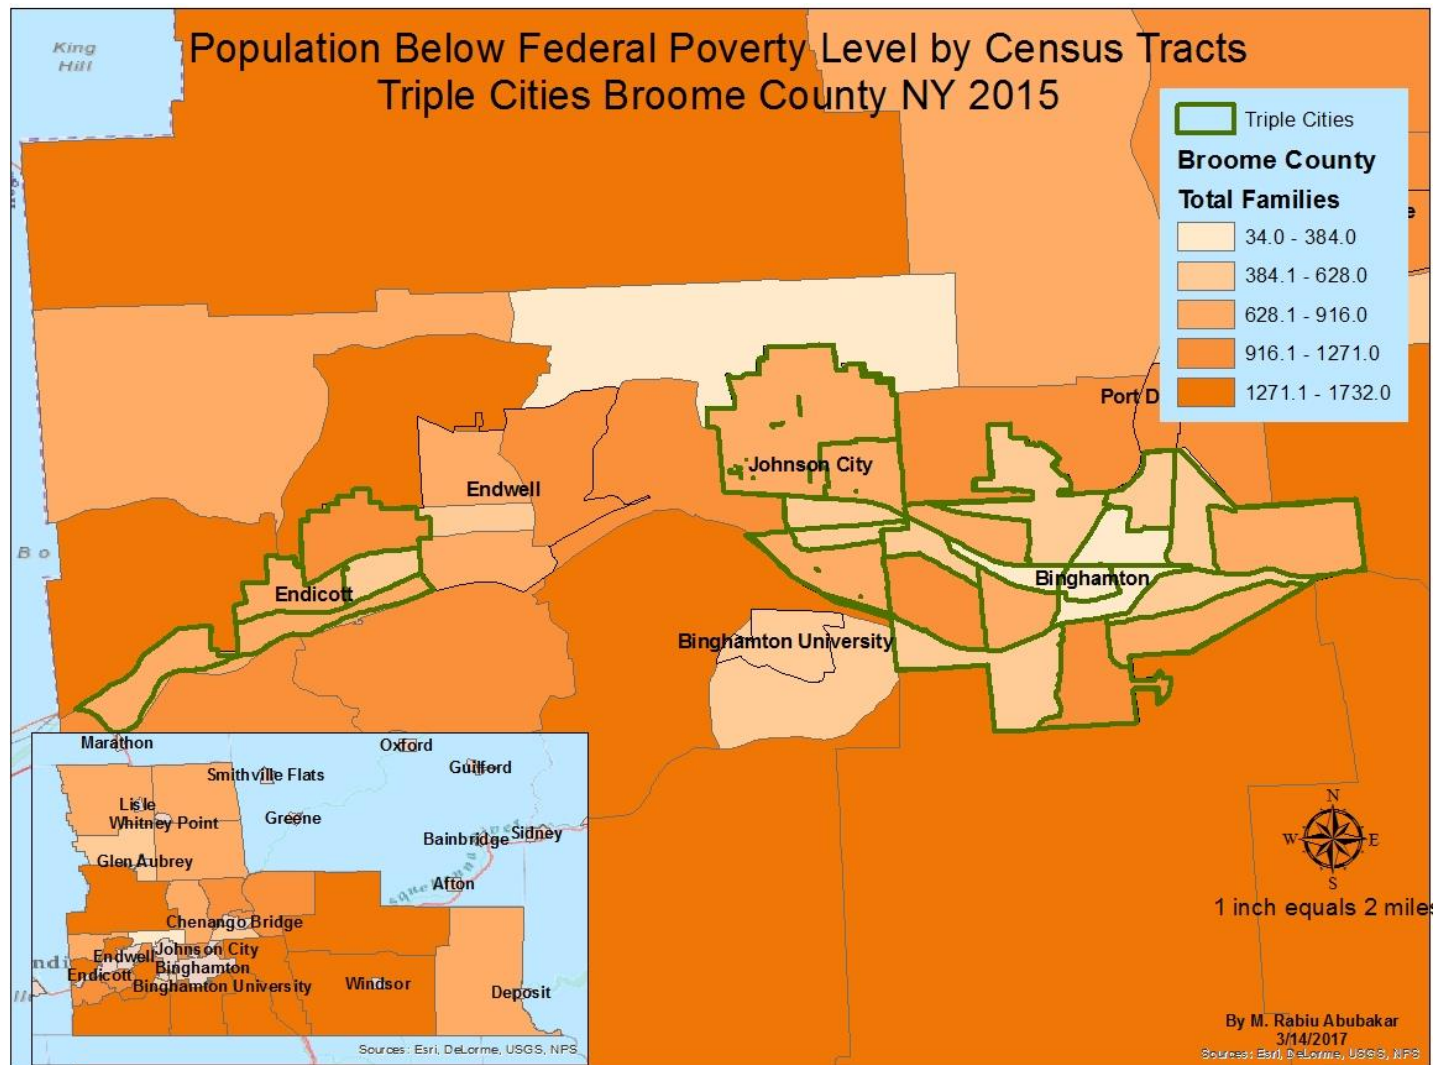 King
Hill
Population Below Federal Poverty Level by Census Tracts
Triple Cities Broome County NY 2015
Triple Cities
Broome County
Total Families
34.0 - 384.0
384.1 - 628.0
628.1 - 916.0
916.1 - 1271.0
1271.1 - 1732.0
e
Port D
Johnson City
Endwell
B o
Binghamton
Endicott
Binghamton University
Marathon
Oxford
Smithville Flats
Guilford
Lisle
Whitney Point
Greene
Bainbridge
Sidney
Glen Aubrey
Afton
Chenango Bridge
Endwell
Johnson City
ndi
Endicott
Binghamton
Binghamton University
Windsor
Deposit
Sources: Esri, DeLorme, USGS, NPS
N
W
E
S
1 inch equals 2 miles
By M. Rabiu Abubakar
3/14/2017
Sources: Esri, DeLorme, USGS, NPS